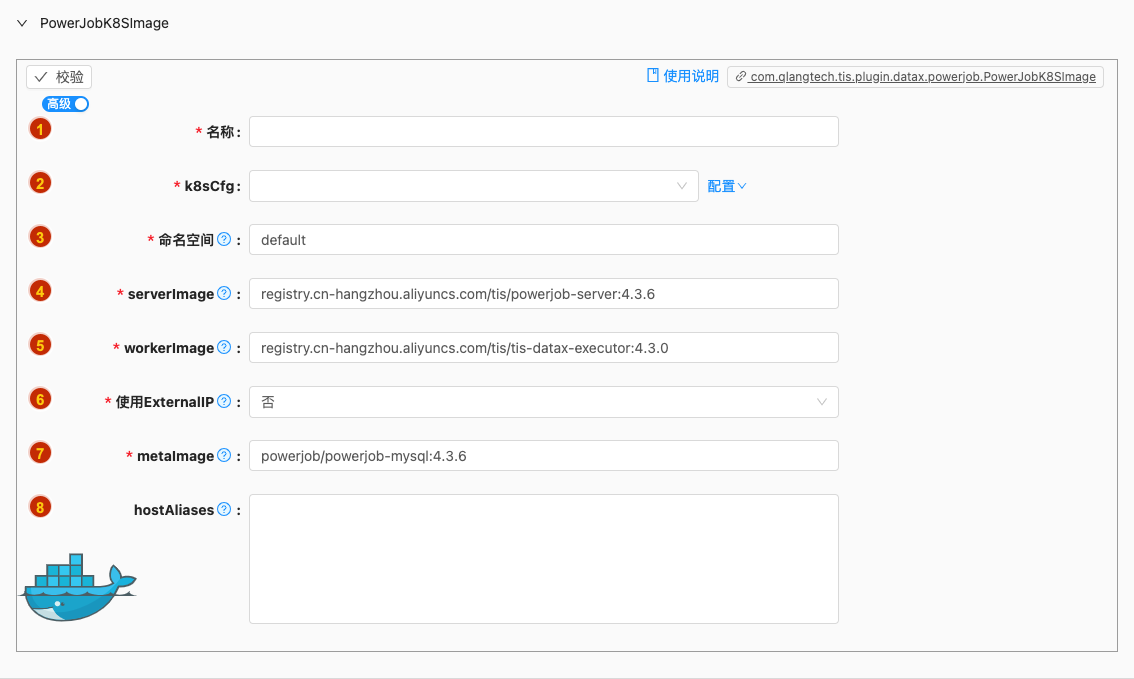 PowerJobK8SImage
校验
使用说明
com.qlangtech.tis.plugin.datax.powerjob.PowerJobK8SImage
高级
1 * 名称 :
2 * k8sCfg : 配置
3 * 命名空间 ? : default
4 * serverImage ? : registry.cn-hangzhou.aliyuncs.com/tis/powerjob-server:4.3.6
5 * workerImage ? : registry.cn-hangzhou.aliyuncs.com/tis/tis-datax-executor:4.3.0
6 * 使用ExternalIP ? : 否
7 * metaImage ? : powerjob/powerjob-mysql:4.3.6
8 hostAliases ? :